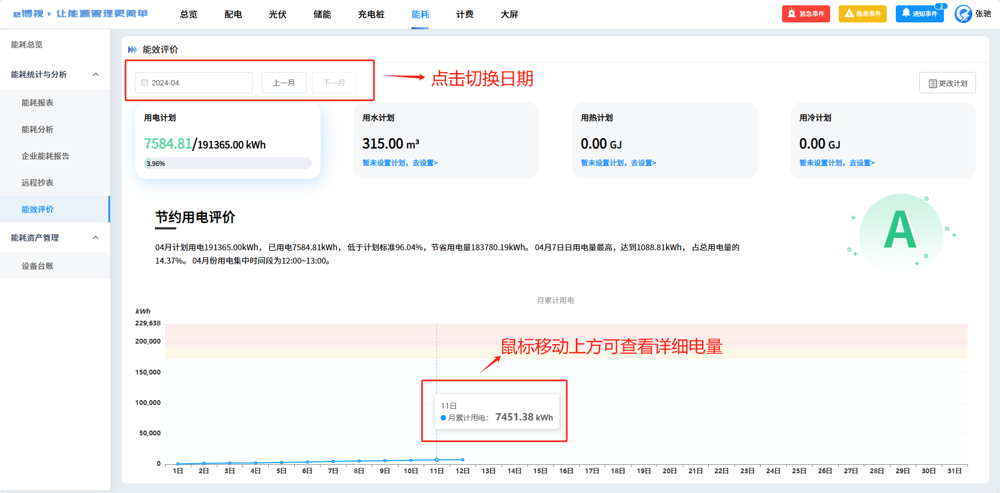 e博视，让能源管理更简单
总览 配电 光伏 储能 充电桩 能耗 计费 大屏
紧急事件
隐患事件
通知事件
2
张驰
能耗总览
能耗统计与分析
能耗报表
能耗分析
企业能耗报告
远程抄表
能效评价
能耗资产管理
设备台账
能效评价
2024-04 上一月 下一月
点击切换日期
更改计划
用电计划
7584.81/191365.00 kWh
3.96%
用水计划
315.00 m³
暂未设置计划，去设置>
用热计划
0.00 GJ
暂未设置计划，去设置>
用冷计划
0.00 GJ
暂未设置计划，去设置>
节约用电评价
04月计划用电191365.00kWh， 已用电7584.81kWh， 低于计划标准96.04%，节省用电量183780.19kWh。 04月7日日用电量最高，达到1088.81kWh， 占总用电量的
14.37%。 04月份用电集中时间段为12:00~13:00。
A
月累计用电
kWh
229,638
200,000
150,000
100,000
50,000
0
鼠标移动上方可查看详细电量
11日
月累计用电： 7451.38 kWh
1日 2日 3日 4日 5日 6日 7日 8日 9日 10日 11日 12日 13日 14日 15日 16日 17日 18日 19日 20日 21日 22日 23日 24日 25日 26日 27日 28日 29日 30日 31日